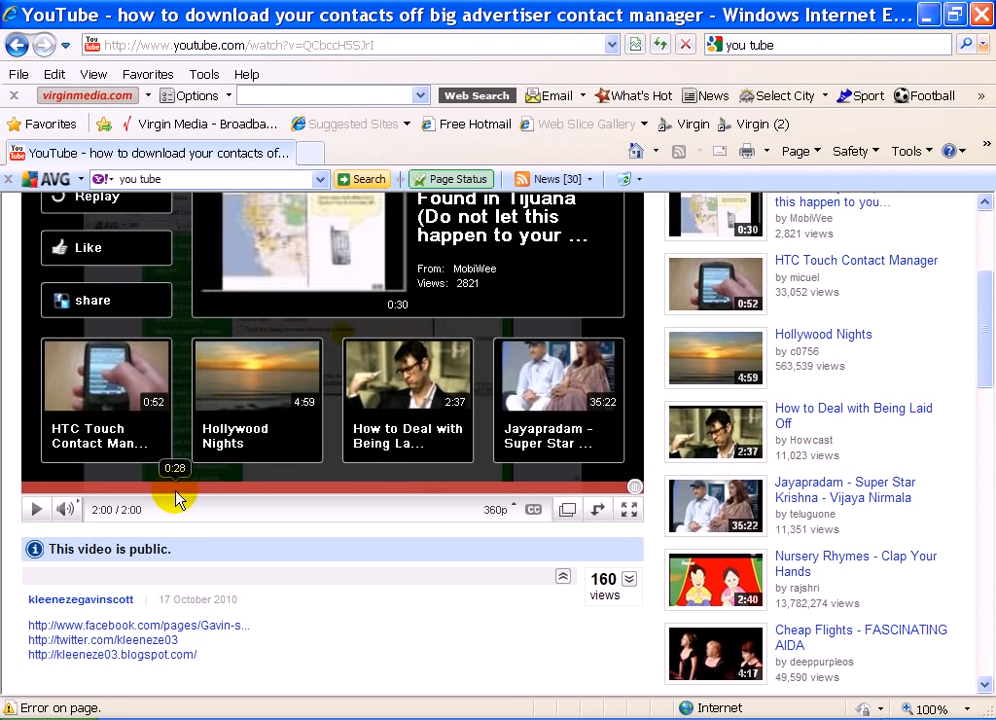 YouTube - how to download your contacts off big advertiser contact manager - Windows Internet E...
http://www.youtube.com/watch?v=QCbccH5SJrI
you tube
File Edit View Favorites Tools Help
virginmedia.com Options Web Search Email What's Hot News Select City Sport Football »
Favorites Virgin Media - Broadba... Suggested Sites Free Hotmail Web Slice Gallery Virgin Virgin (2)
YouTube - how to download your contacts of...
Page Safety Tools »
AVG Y! you tube Search Page Status News [30]
Replay
Like
share
Found in Tijuana
(Do not let this
happen to your ...
From: MobiWee
Views: 2821
0:30
0:52
HTC Touch
Contact Man...
4:59
Hollywood
Nights
2:37
How to Deal with
Being La...
35:22
Jayapradam -
Super Star ...
0:28
2:00 / 2:00
360p CC
This video is public.
160
views
kleenezegavinscott 17 October 2010
http://www.facebook.com/pages/Gavin-s...
http://twitter.com/kleeneze03
http://kleeneze03.blogspot.com/
0:30
this happen to you...
by MobiWee
2,821 views
0:52
HTC Touch Contact Manager
by micuel
33,052 views
4:59
Hollywood Nights
by c0756
563,539 views
2:37
How to Deal with Being Laid
Off
by Howcast
11,023 views
35:22
Jayapradam - Super Star
Krishna - Vijaya Nirmala
by teluguone
11,351 views
2:40
Nursery Rhymes - Clap Your
Hands
by rajshri
13,782,274 views
4:17
Cheap Flights - FASCINATING
AIDA
by deeppurpleos
49,590 views
Error on page. Internet 100%